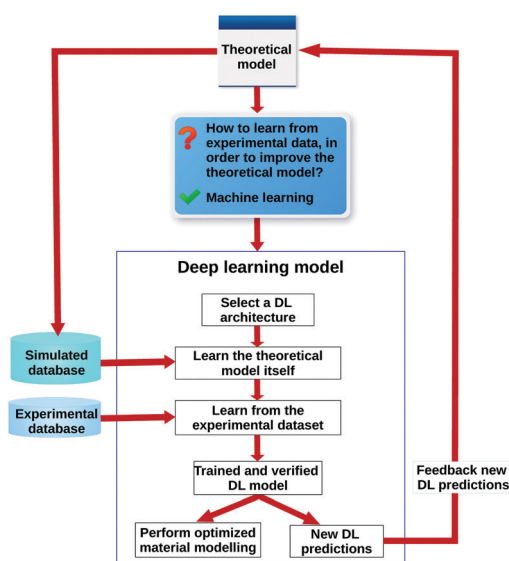 Theoretical
model
How to learn from
experimental data, in
order to improve the
theoretical model?
Machine learning
Deep learning model
Select a DL
architecture
Simulated
database
Learn the theoretical
model itself
Experimental
database
Learn from the
experimental dataset
Trained and verified
DL model
Feedback new
DL predictions
Perform optimized
material modelling
New DL
predictions